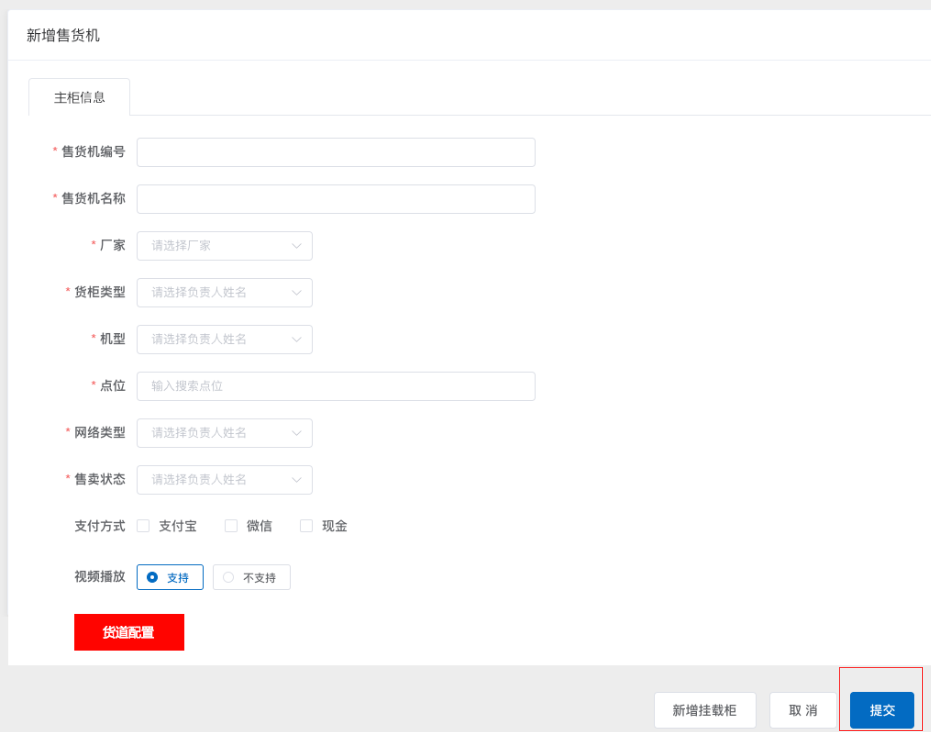 新增售货机
主柜信息
* 售货机编号
* 售货机名称
* 厂家 请选择厂家
* 货柜类型 请选择负责人姓名
* 机型 请选择负责人姓名
* 点位 输入搜索点位
* 网络类型 请选择负责人姓名
* 售卖状态 请选择负责人姓名
支付方式 支付宝 微信 现金
视频播放 支持 不支持
货道配置
新增挂载柜 取 消 提交